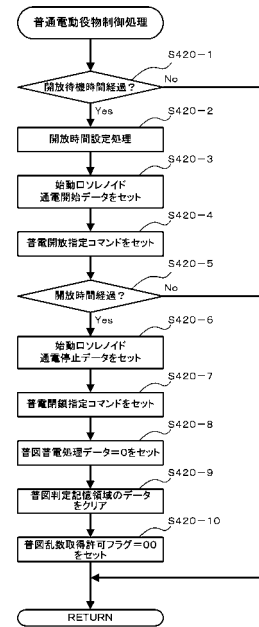 普通電動役物制御処理
S420-1
開放待機時間経過？
No
Yes
S420-2
開放時間設定処理
S420-3
始動口ソレノイド
通電開始データをセット
S420-4
普電開放指定コマンドをセット
S420-5
開放時間経過？
No
Yes
S420-6
始動口ソレノイド
通電停止データをセット
S420-7
普電閉鎖指定コマンドをセット
S420-8
普図普電処理データ=0をセット
S420-9
普図判定記憶領域のデータ
をクリア
S420-10
普図乱数取得許可フラグ=00
をセット
RETURN